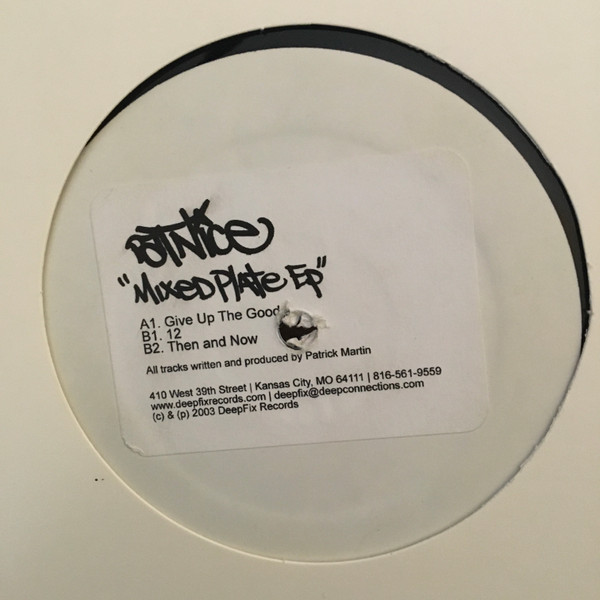 Pat Nice
"Mixed Plate Ep"
A1. Give Up The Good
B1. 12
B2. Then and Now
All tracks written and produced by Patrick Martin
410 West 39th Street | Kansas City, MO 64111 | 816-561-9559
www.deepfixrecords.com | deepfix@deepconnections.com
(c) & (p) 2003 DeepFix Records